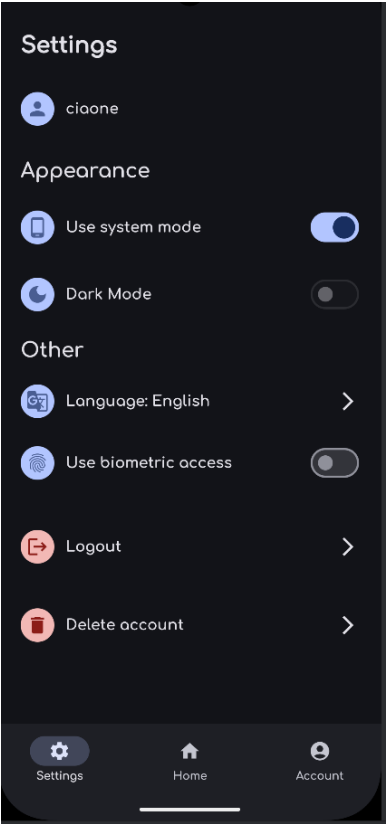 Settings
ciaone
Appearance
Use system mode
Dark Mode
Other
Language: English
Use biometric access
Logout
Delete account
Settings
Home
Account